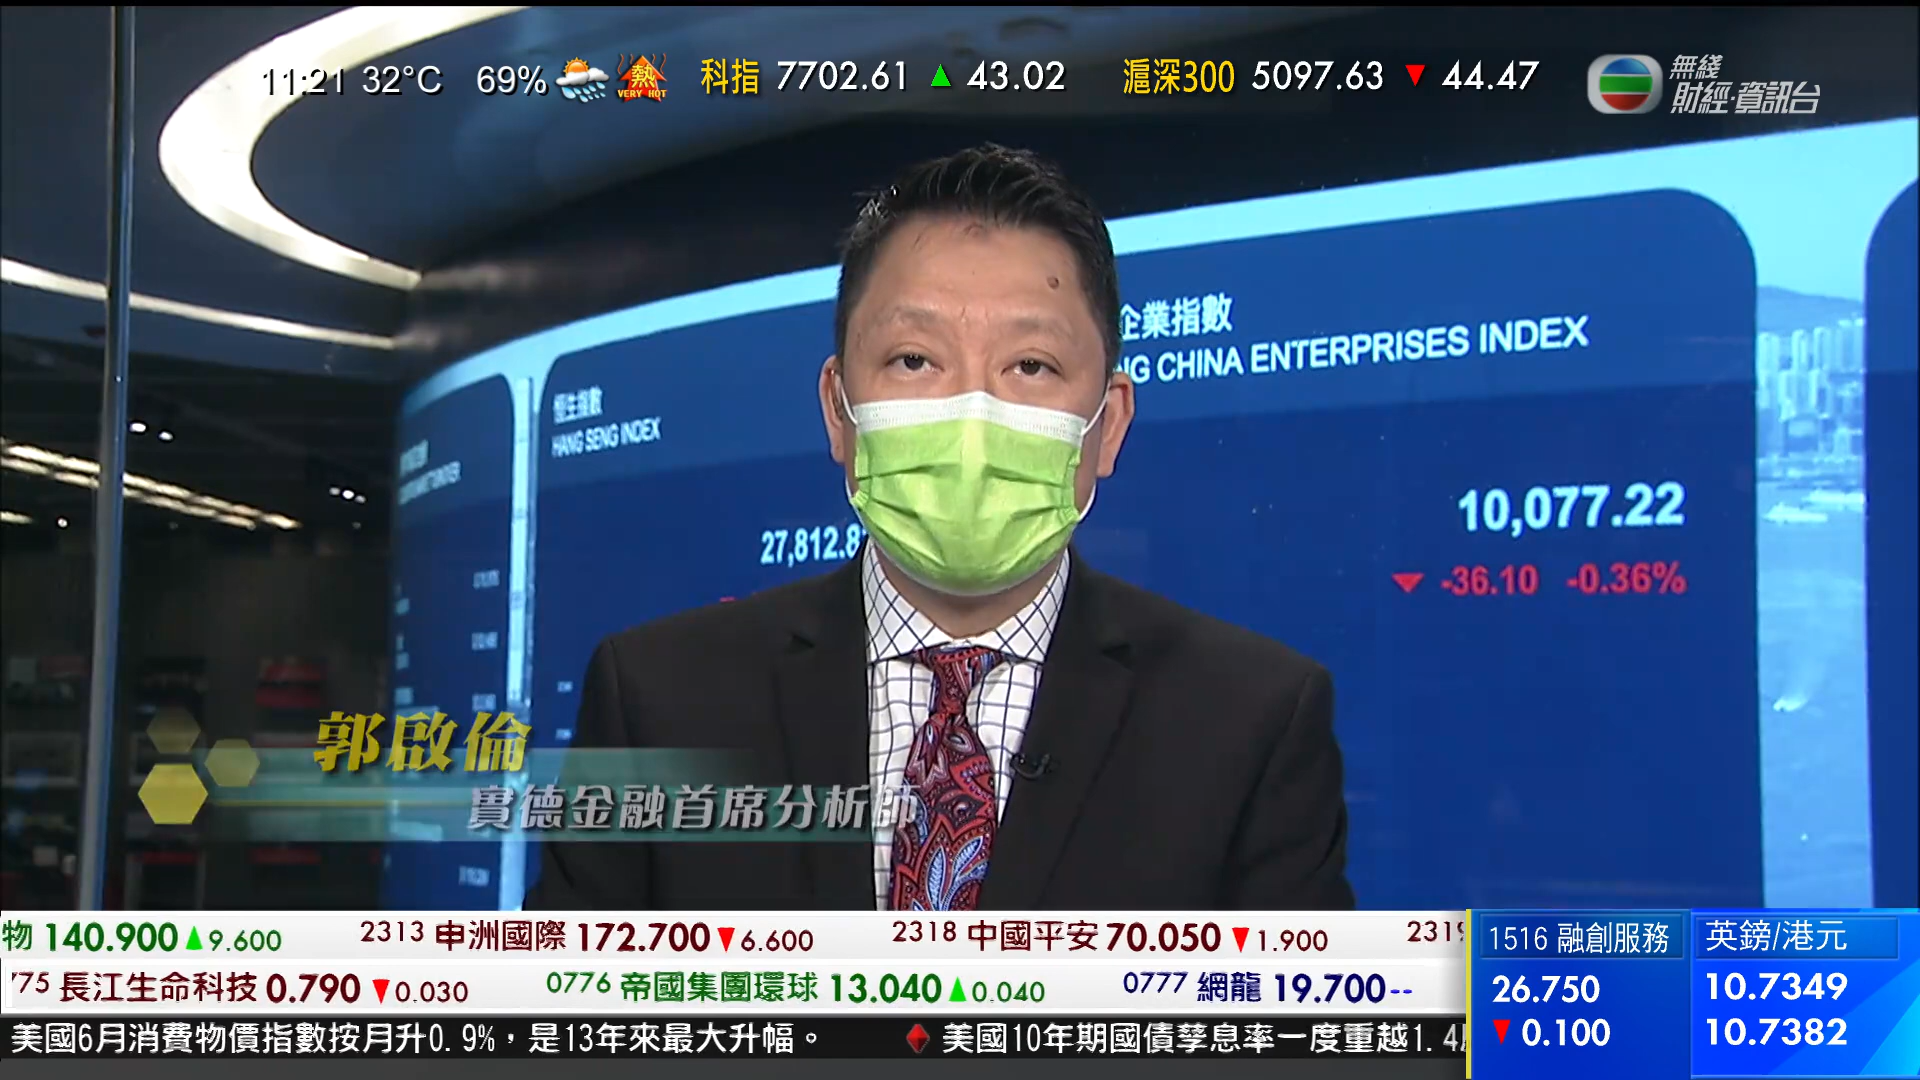 11:21 32°C 69% 熱 VERY HOT 科指 7702.61 ▲ 43.02 滬深300 5097.63 ▼ 44.47
無綫
財經·資訊台
企業指數
NG CHINA ENTERPRISES INDEX
恒生指數
HANG SENG INDEX
10,077.22
27,812.8
▼ -36.10 -0.36%
郭啟倫
實德金融首席分析師
物 140.900 ▲ 9.600 2313 申洲國際 172.700 ▼ 6.600 2318 中國平安 70.050 ▼ 1.900 2319
775 長江生命科技 0.790 ▼ 0.030 0776 帝國集團環球 13.040 ▲ 0.040 0777 網龍 19.700 --
美國6月消費物價指數按月升0.9%，是13年來最大升幅。 ◆ 美國10年期國債孳息率一度重越1.4
1516 融創服務
26.750
▼ 0.100
英鎊/港元
10.7349
10.7382